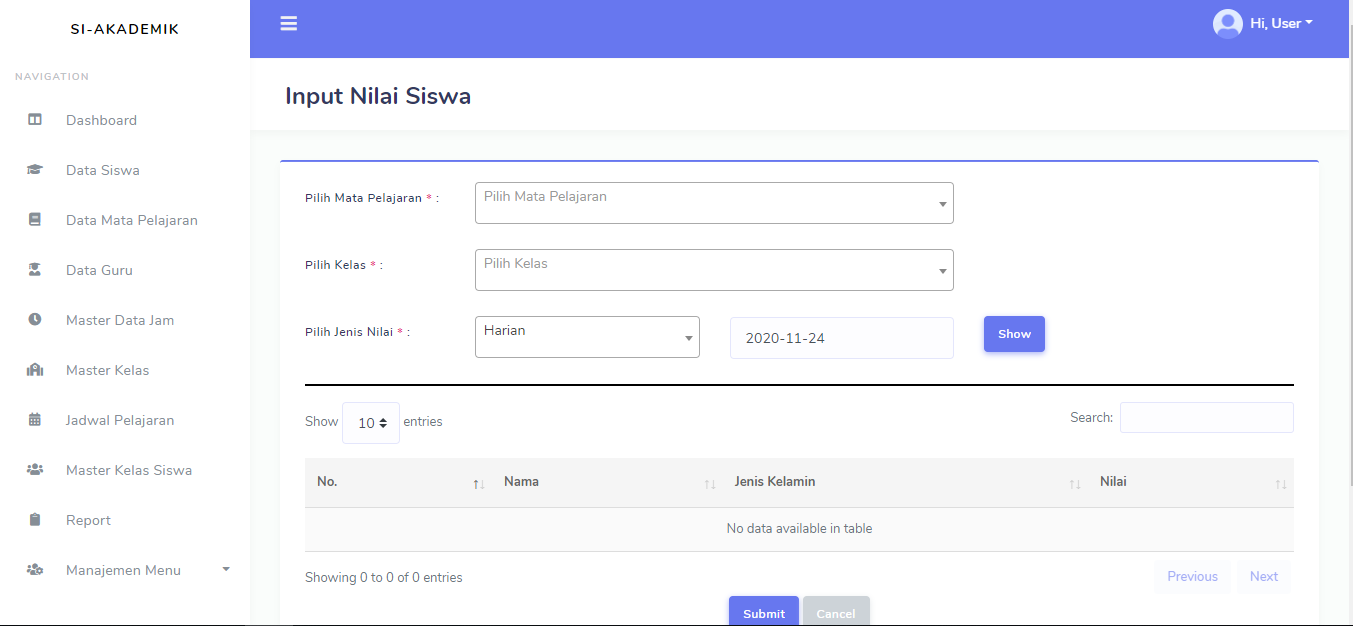 SI-AKADEMIK
Hi, User
NAVIGATION
Dashboard
Data Siswa
Data Mata Pelajaran
Data Guru
Master Data Jam
Master Kelas
Jadwal Pelajaran
Master Kelas Siswa
Report
Manajemen Menu
Input Nilai Siswa
Pilih Mata Pelajaran * : Pilih Mata Pelajaran
Pilih Kelas * : Pilih Kelas
Pilih Jenis Nilai * : Harian 2020-11-24 Show
Show 10 entries Search:
No. Nama Jenis Kelamin Nilai
No data available in table
Showing 0 to 0 of 0 entries Previous Next
Submit Cancel